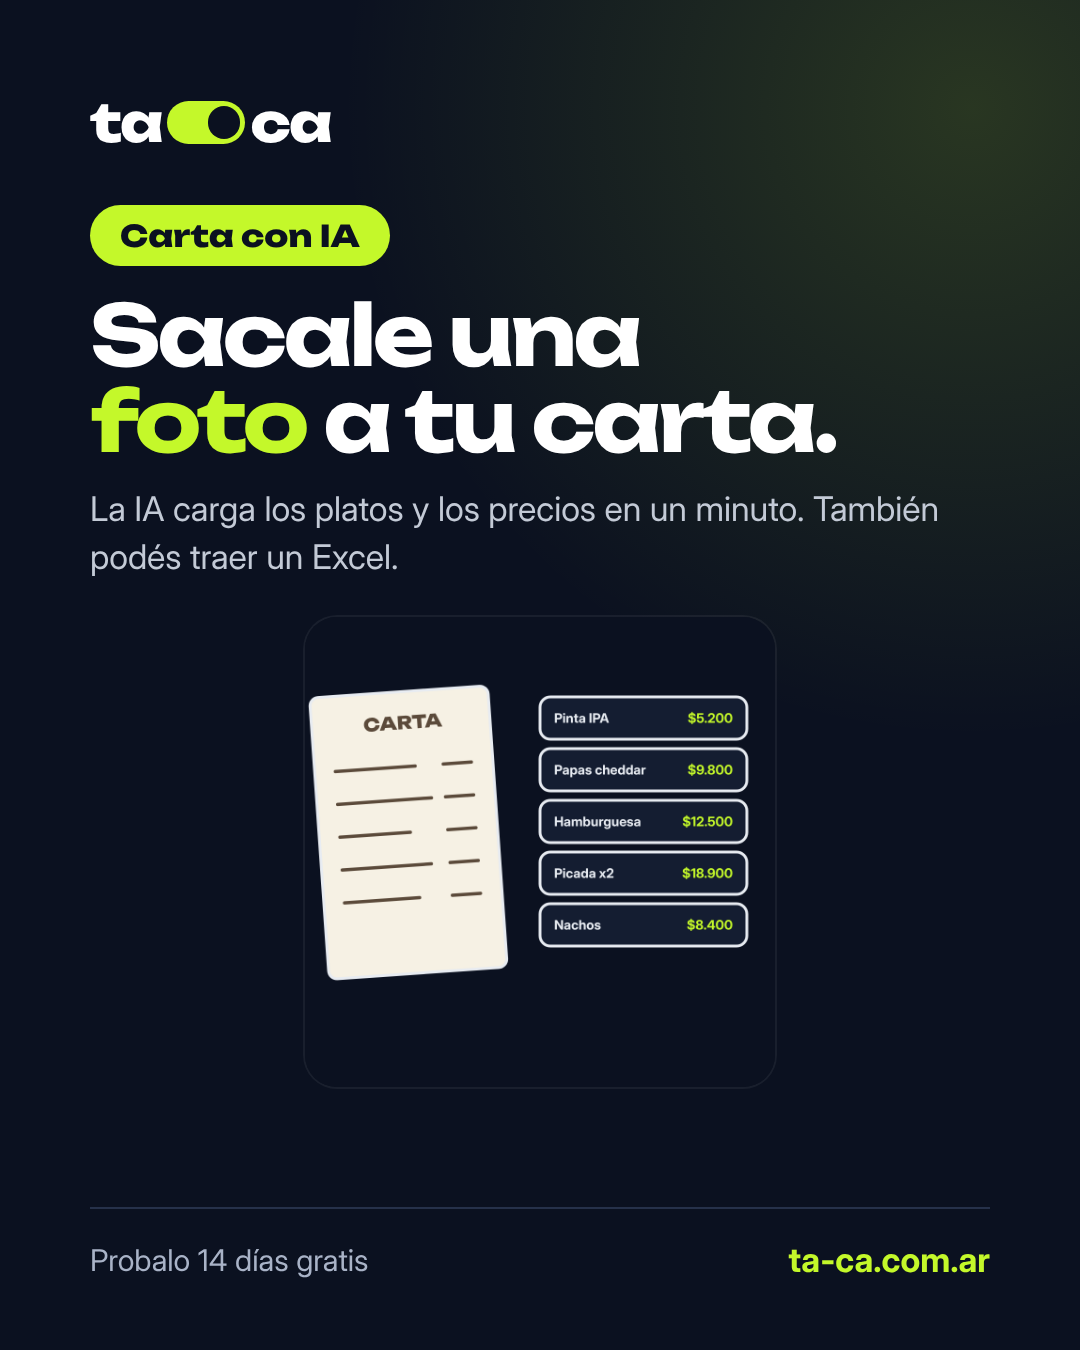 ta ca
Carta con IA
Sacale una
foto a tu carta.
La IA carga los platos y los precios en un minuto. También
podés traer un Excel.
CARTA
Pinta IPA $5.200
Papas cheddar $9.800
Hamburguesa $12.500
Picada x2 $18.900
Nachos $8.400
Probalo 14 días gratis
ta-ca.com.ar